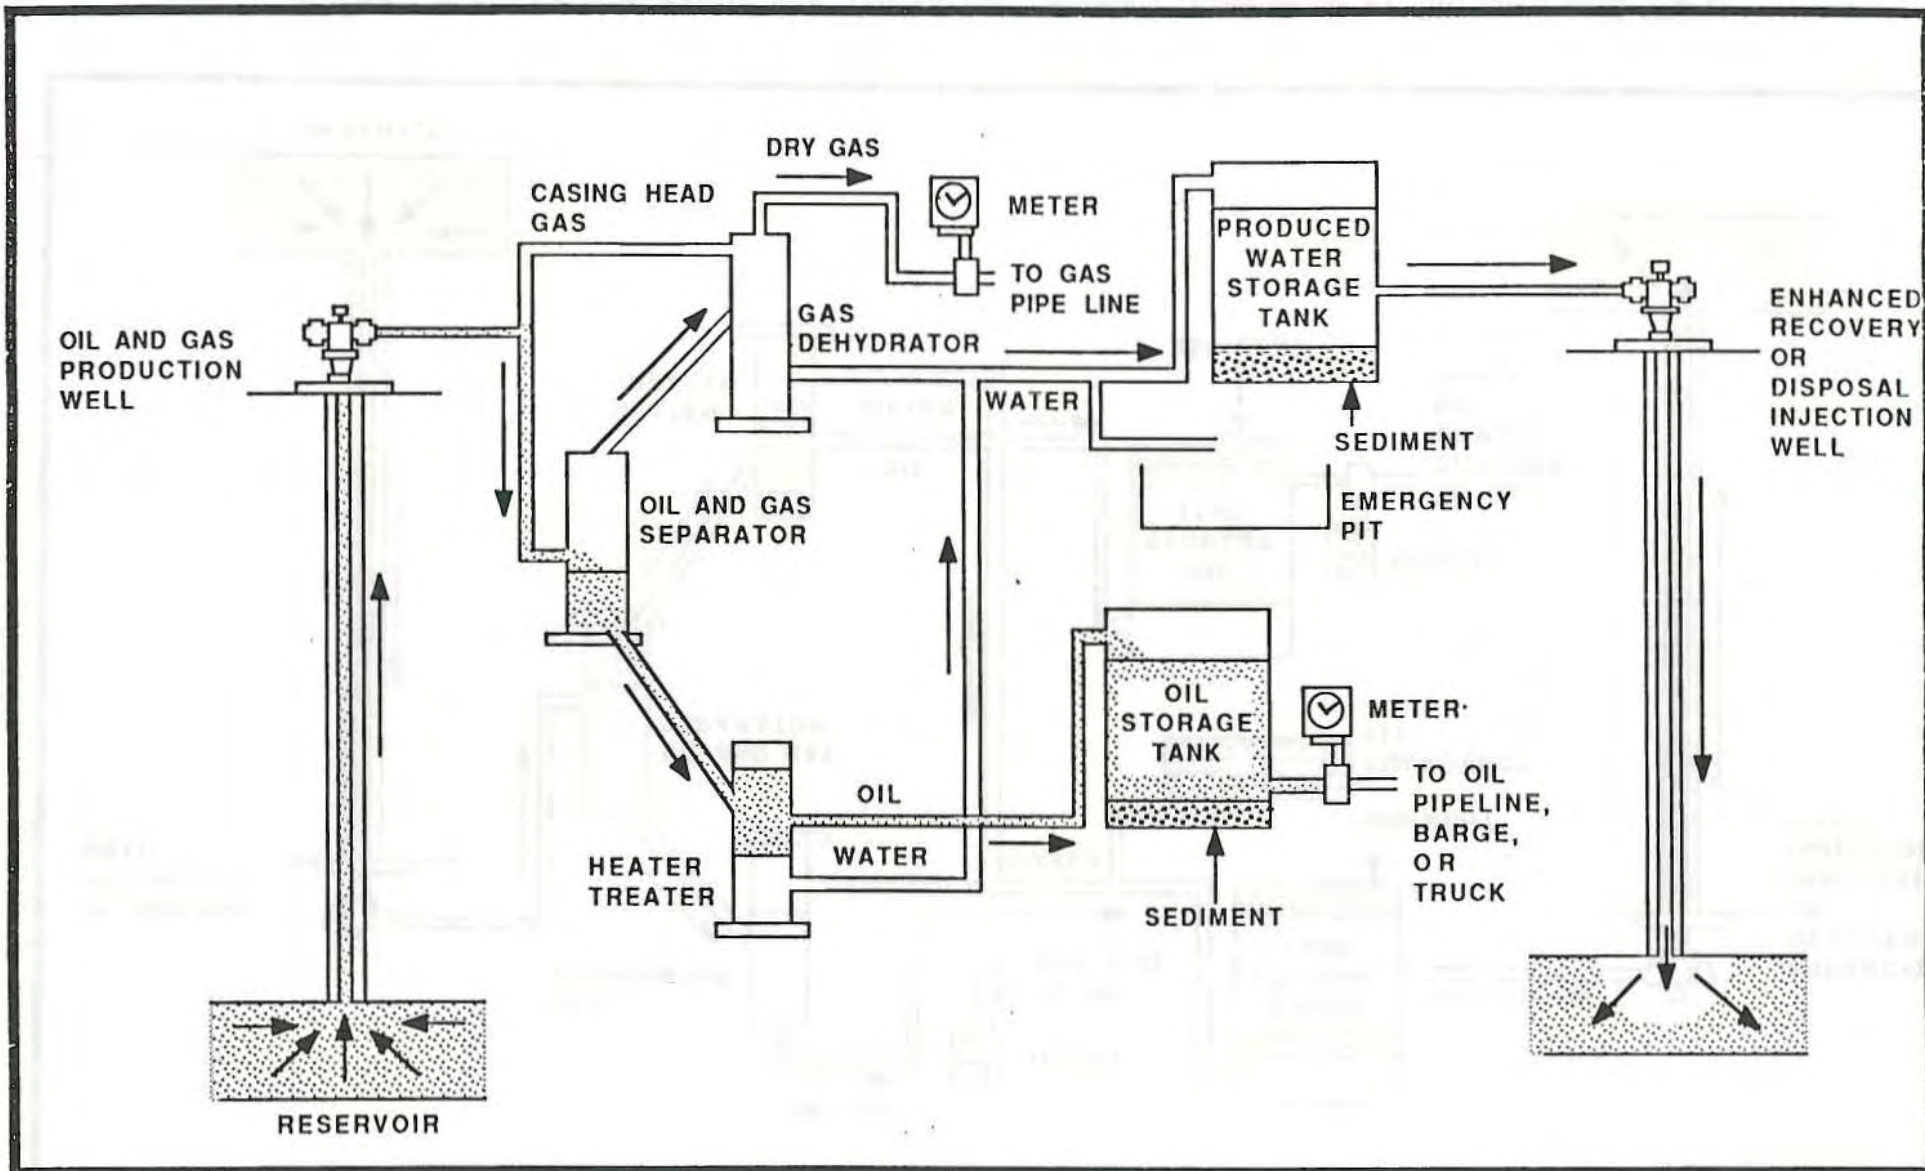 DRY GAS
CASING HEAD
GAS
METER
TO GAS
PIPE LINE
PRODUCED
WATER
STORAGE
TANK
OIL AND GAS
PRODUCTION
WELL
GAS
DEHYDRATOR
WATER
SEDIMENT
ENHANCED
RECOVERY
OR
DISPOSAL
INJECTION
WELL
OIL AND GAS
SEPARATOR
EMERGENCY
PIT
OIL
STORAGE
TANK
METER
TO OIL
PIPELINE,
BARGE,
OR
TRUCK
OIL
WATER
HEATER
TREATER
SEDIMENT
RESERVOIR